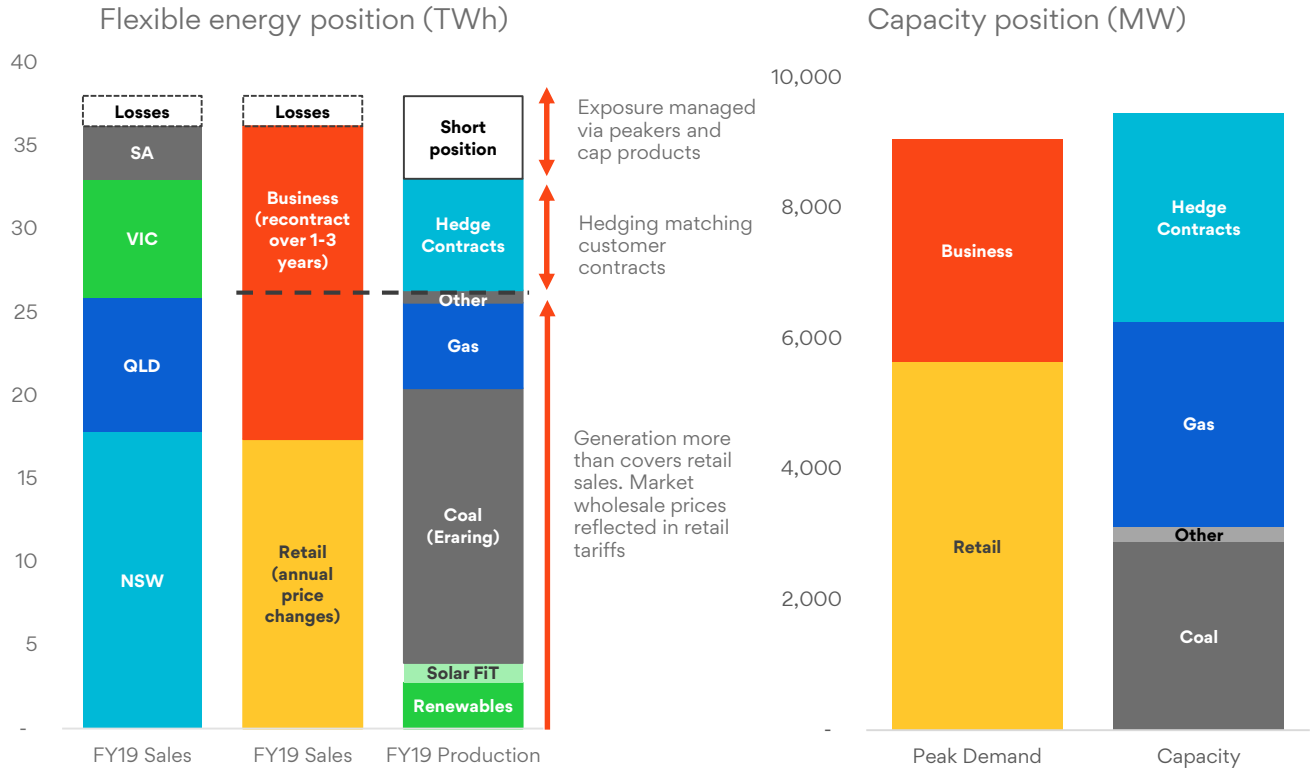 Flexible energy position (TWh)
40
35
30
25
20
15
10
5
-
Losses
SA
VIC
QLD
NSW
FY19 Sales
Losses
Business
(recontract
over 1-3
years)
Retail
(annual
price
changes)
FY19 Sales
Short
position
Hedge
Contracts
Other
Gas
Coal
(Eraring)
Solar FiT
Renewables
FY19 Production
Exposure managed
via peakers and
cap products
Hedging matching
customer
contracts
Generation more
than covers retail
sales. Market
wholesale prices
reflected in retail
tariffs
Capacity position (MW)
10,000
8,000
6,000
4,000
2,000
-
Business
Retail
Peak Demand
Hedge
Contracts
Gas
Other
Coal
Capacity